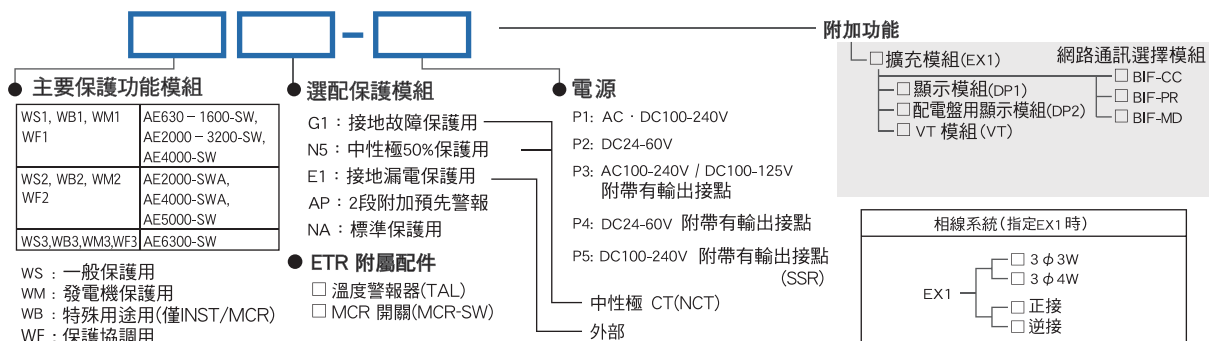 附加功能
□擴充模組(EX1)
網路通訊選擇模組
□ BIF-CC
□ BIF-PR
□ BIF-MD
□ 顯示模組(DP1)
□配電盤用顯示模組(DP2)
□ VT 模組(VT)
● 主要保護功能模組
WS1, WB1, WM1
WF1
AE630－1600-SW,
AE2000－3200-SW,
AE4000-SW
WS2, WB2, WM2
WF2
AE2000-SWA,
AE4000-SWA,
AE5000-SW
WS3,WB3,WM3,WF3
AE6300-SW
WS：一般保護用
WM：發電機保護用
WB：特殊用途用(僅INST/MCR)
WF：保護協調用
● 選配保護模組
G1：接地故障保護用
N5：中性極50%保護用
E1：接地漏電保護用
AP：2段附加預先警報
NA：標準保護用
● ETR 附屬配件
□ 溫度警報器(TAL)
□ MCR 開關(MCR-SW)
● 電源
P1: AC‧DC100-240V
P2: DC24-60V
P3: AC100-240V / DC100-125V
附帶有輸出接點
P4: DC24-60V 附帶有輸出接點
P5: DC100-240V 附帶有輸出接點
(SSR)
中性極 CT(NCT)
外部
相線系統(指定EX1時)
EX1
□ 3φ3W
□ 3φ4W
□ 正接
□ 逆接